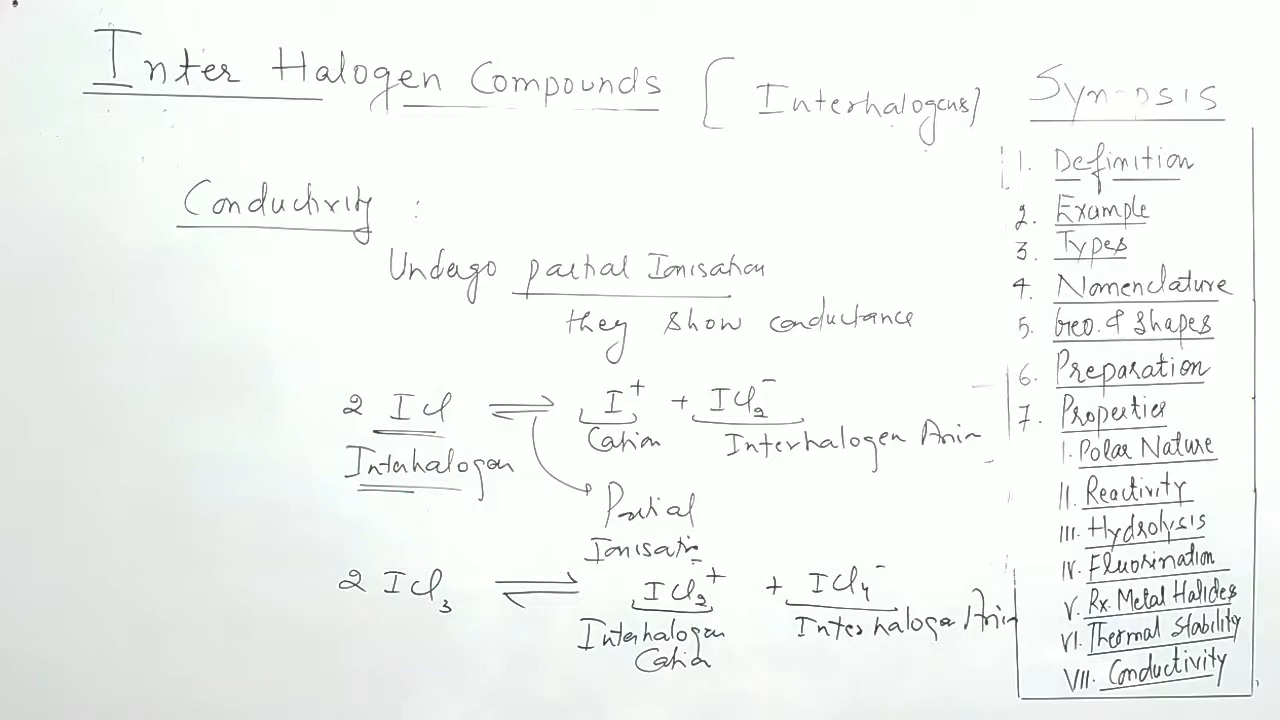 Inter Halogen Compounds [Interhalogens]
Conductivity :
Undergo partial Ionisation
they show conductance
2 ICl ⇌ I⁺ + ICl₂⁻
Interhalogen
Cation
Interhalogen Anion
Partial
Ionisation
2 ICl₃ ⇌ ICl₂⁺ + ICl₄⁻
Interhalogen
Cation
Interhalogen Anion
Synopsis
1. Definition
2. Example
3. Types
4. Nomenclature
5. Geo. & Shapes
6. Preparation
7. Properties
I. Polar Nature
II. Reactivity
III. Hydrolysis
IV. Fluorination
V. Rx. Metal Halides
VI. Thermal Stability
VII. Conductivity